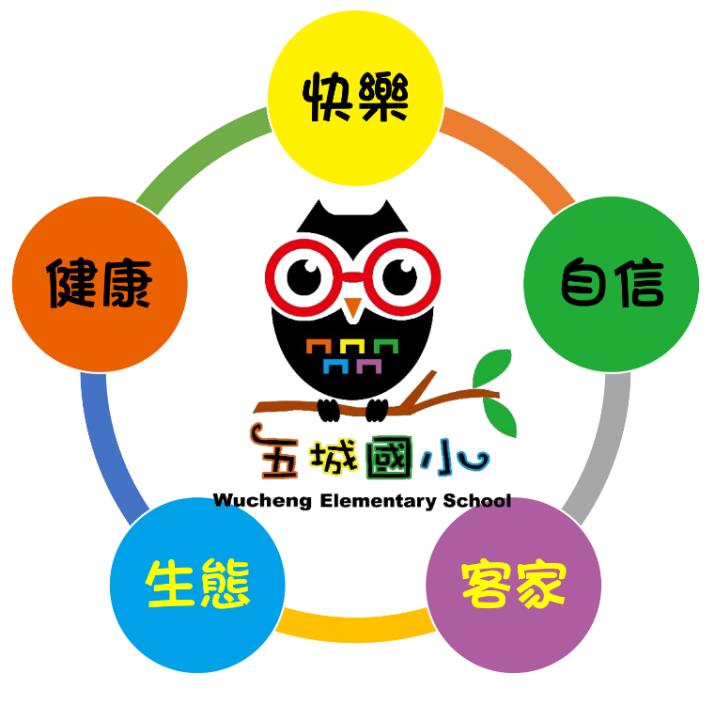 快樂
健康
自信
五城國小
Wucheng Elementary School
生態
客家